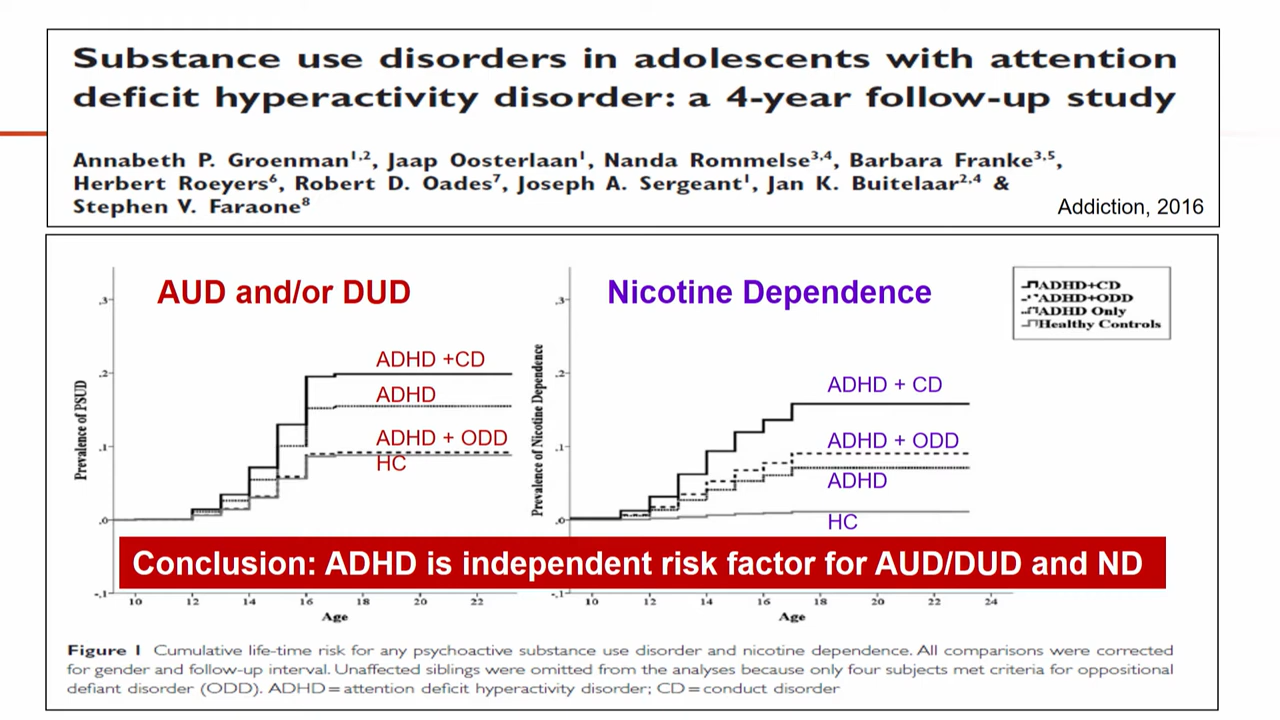 Substance use disorders in adolescents with attention
deficit hyperactivity disorder: a 4-year follow-up study
Annabeth P. Groenman1,2, Jaap Oosterlaan1, Nanda Rommelse3,4, Barbara Franke3,5,
Herbert Roeyers6, Robert D. Oades7, Joseph A. Sergeant1, Jan K. Buitelaar2,4 &
Stephen V. Faraone8
Addiction, 2016
AUD and/or DUD
Prevalence of PSUD
.3
.2
.1
.0
-.1
ADHD +CD
ADHD
ADHD + ODD
HC
10 12 14 16 18 20 22
Age
Nicotine Dependence
Prevalence of Nicotine Dependence
.3
.2
.1
.0
-.1
ADHD + CD
ADHD + ODD
ADHD
HC
10 12 14 16 18 20 22 24
Age
ADHD+CD
ADHD+ODD
ADHD Only
Healthy Controls
Conclusion: ADHD is independent risk factor for AUD/DUD and ND
Figure 1 Cumulative life-time risk for any psychoactive substance use disorder and nicotine dependence. All comparisons were corrected
for gender and follow-up interval. Unaffected siblings were omitted from the analyses because only four subjects met criteria for oppositional
defiant disorder (ODD). ADHD = attention deficit hyperactivity disorder; CD = conduct disorder